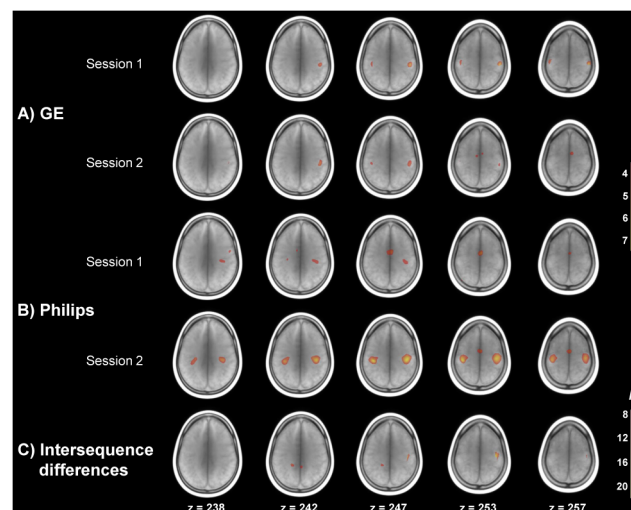 Session 1
A) GE
Session 2
4
5
6
7
Session 1
B) Philips
Session 2
8
12
16
20
C) Intersequence
differences
z = 238
z = 242
z = 247
z = 253
z = 257